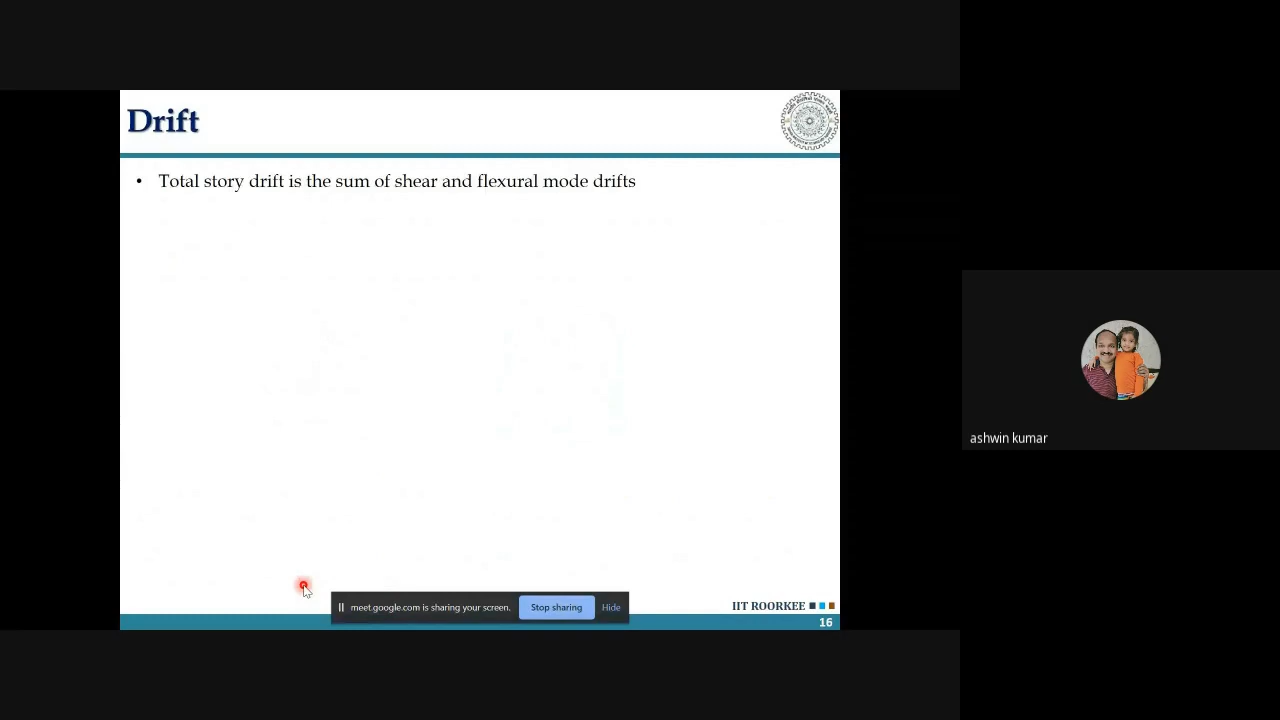 Drift
• Total story drift is the sum of shear and flexural mode drifts
ashwin kumar
meet.google.com is sharing your screen. Stop sharing Hide
IIT ROORKEE
16